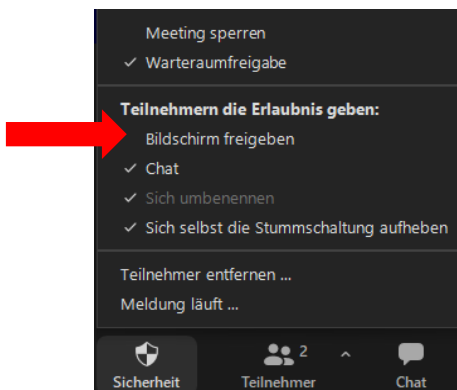 Meeting sperren
Warteraumfreigabe
Teilnehmern die Erlaubnis geben:
Bildschirm freigeben
Chat
Sich umbenennen
Sich selbst die Stummschaltung aufheben
Teilnehmer entfernen ...
Meldung läuft ...
2
Sicherheit Teilnehmer Chat